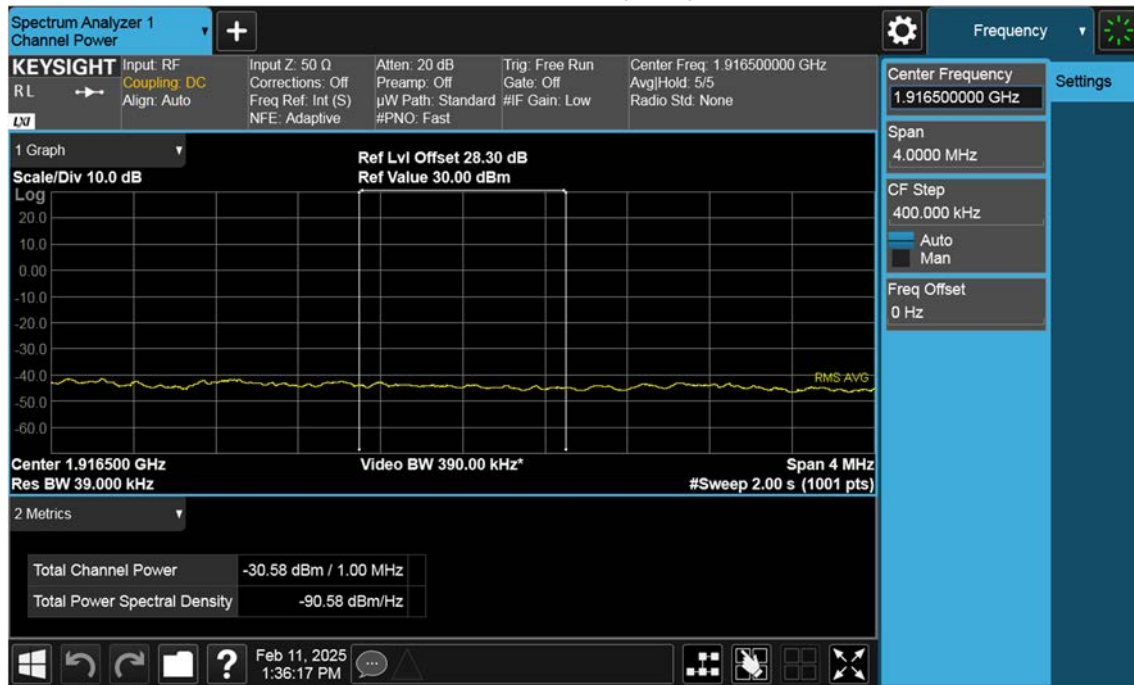 Spectrum Analyzer 1
Channel Power
Frequency
KEYSIGHT
RL
LXI
Input: RF
Coupling: DC
Align: Auto
Input Z: 50 Ω
Corrections: Off
Freq Ref: Int (S)
NFE: Adaptive
Atten: 20 dB
Preamp: Off
µW Path: Standard
#PNO: Fast
Trig: Free Run
Gate: Off
#IF Gain: Low
Center Freq: 1.916500000 GHz
Avg|Hold: 5/5
Radio Std: None
Center Frequency
1.916500000 GHz
Settings
Span
4.0000 MHz
CF Step
400.000 kHz
Auto
Man
Freq Offset
0 Hz
1 Graph
Scale/Div 10.0 dB
Ref Lvl Offset 28.30 dB
Ref Value 30.00 dBm
Log
20.0
10.0
0.00
-10.0
-20.0
-30.0
-40.0
-50.0
-60.0
RMS AVG
Center 1.916500 GHz
Res BW 39.000 kHz
Video BW 390.00 kHz*
Span 4 MHz
#Sweep 2.00 s (1001 pts)
2 Metrics
Total Channel Power -30.58 dBm / 1.00 MHz
Total Power Spectral Density -90.58 dBm/Hz
?
Feb 11, 2025
1:36:17 PM